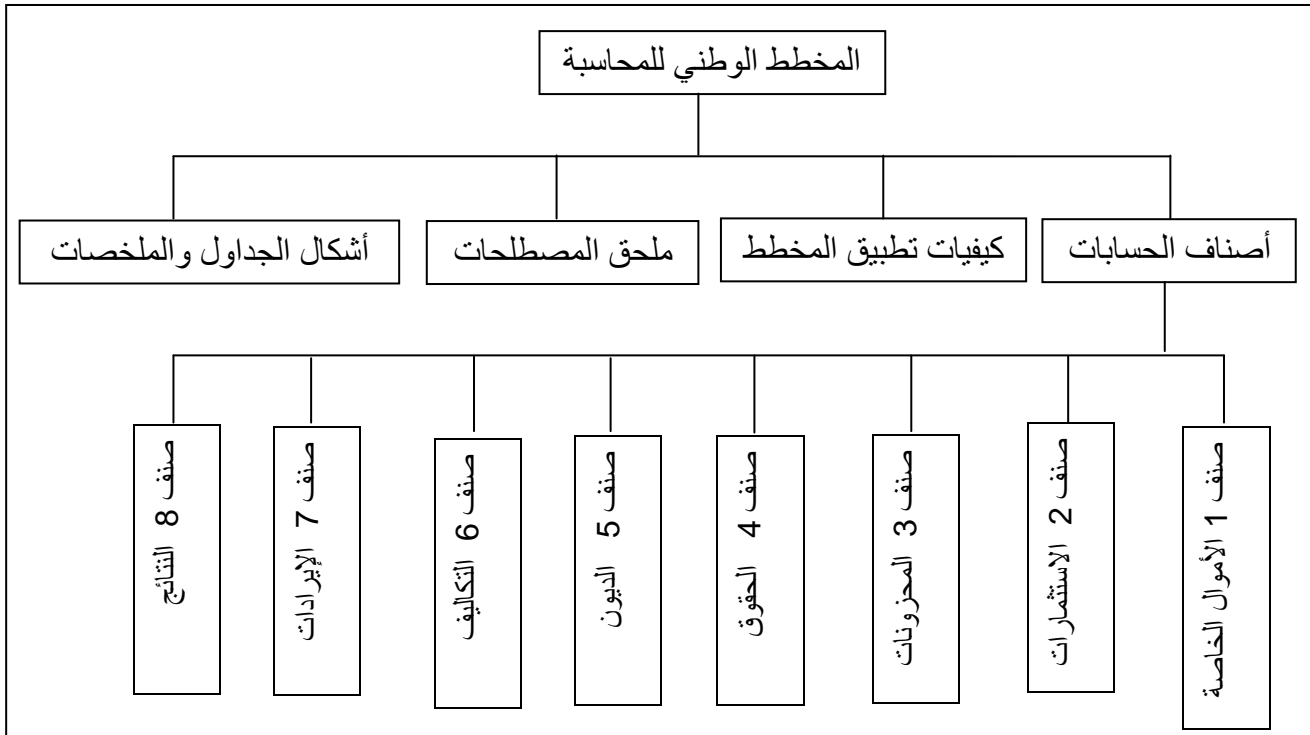 المخطط الوطني للمحاسبة
أصناف الحسابات
كيفيات تطبيق المخطط
ملحق المصطلحات
أشكال الجداول والملخصات
صنف 1 الأموال الخاصة
صنف 2 الاستثمارات
صنف 3 المحزونات
صنف 4 الحقوق
صنف 5 الديون
صنف 6 التكاليف
صنف 7 الإيرادات
صنف 8 النتائج